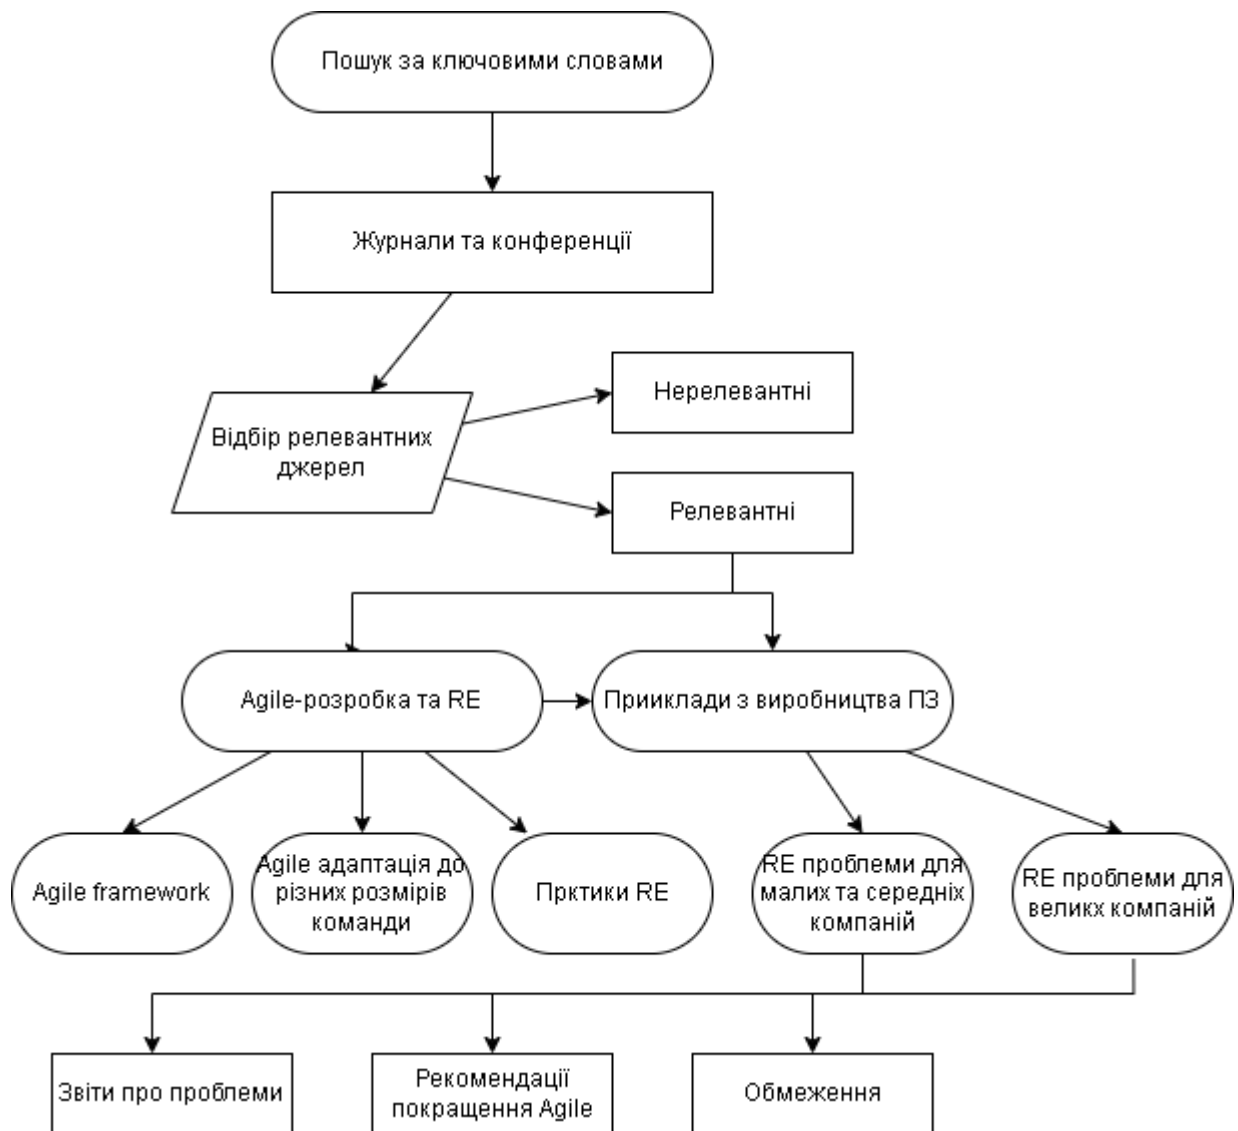 Пошук за ключовими словами
Журнали та конференції
Нерелевантні
Відбір релевантних
джерел
Релевантні
Agile-розробка та RE
Прииклади з виробництва ПЗ
Agile framework
Agile адаптація до
різних розмірів
команди
Прктики RE
RE проблеми для
малих та середніх
компаній
RE проблеми для
великх компаній
Звіти про проблеми
Рекомендації
покращення Agile
Обмеження